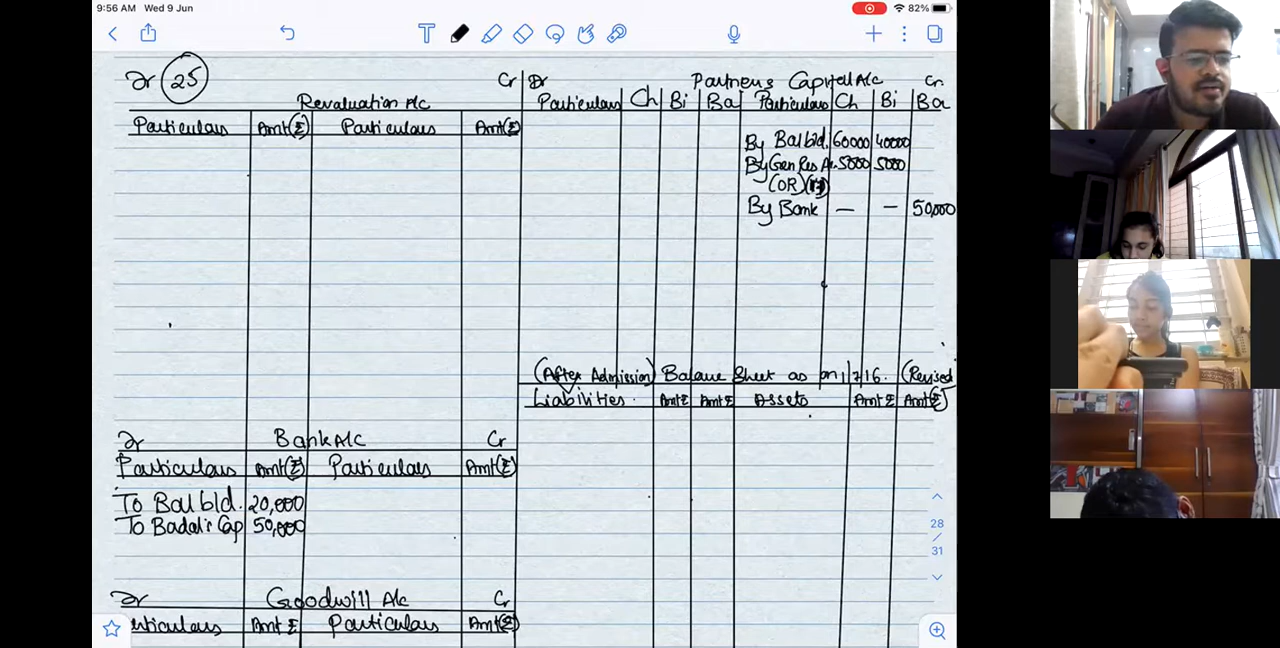 9:56 AM Wed 9 Jun
82%
Dr (25) Cr
Revaluation A/c
Particulars Amt(₹) Particulars Amt(₹)
Dr Partners Capital A/c Cr.
Particulars Ch Bi Ba Particulars Ch Bi Ba
By Bal b/d. 60000 40000
By Gen Res A/c 5000 5000
(OR)
By Bank — — 50,000
(After Admission) Balance Sheet as on 1/7/16. (Revised
Liabilities Amt ₹ Amt ₹ Assets Amt ₹ Amt ₹
Dr Bank A/c Cr
Particulars Amt(₹) Particulars Amt(₹)
To Bal b/d. 20,000
To Badal's Cap 50,000
Dr Goodwill A/c Cr
Particulars Amt ₹ Particulars Amt(₹)
28
/
31